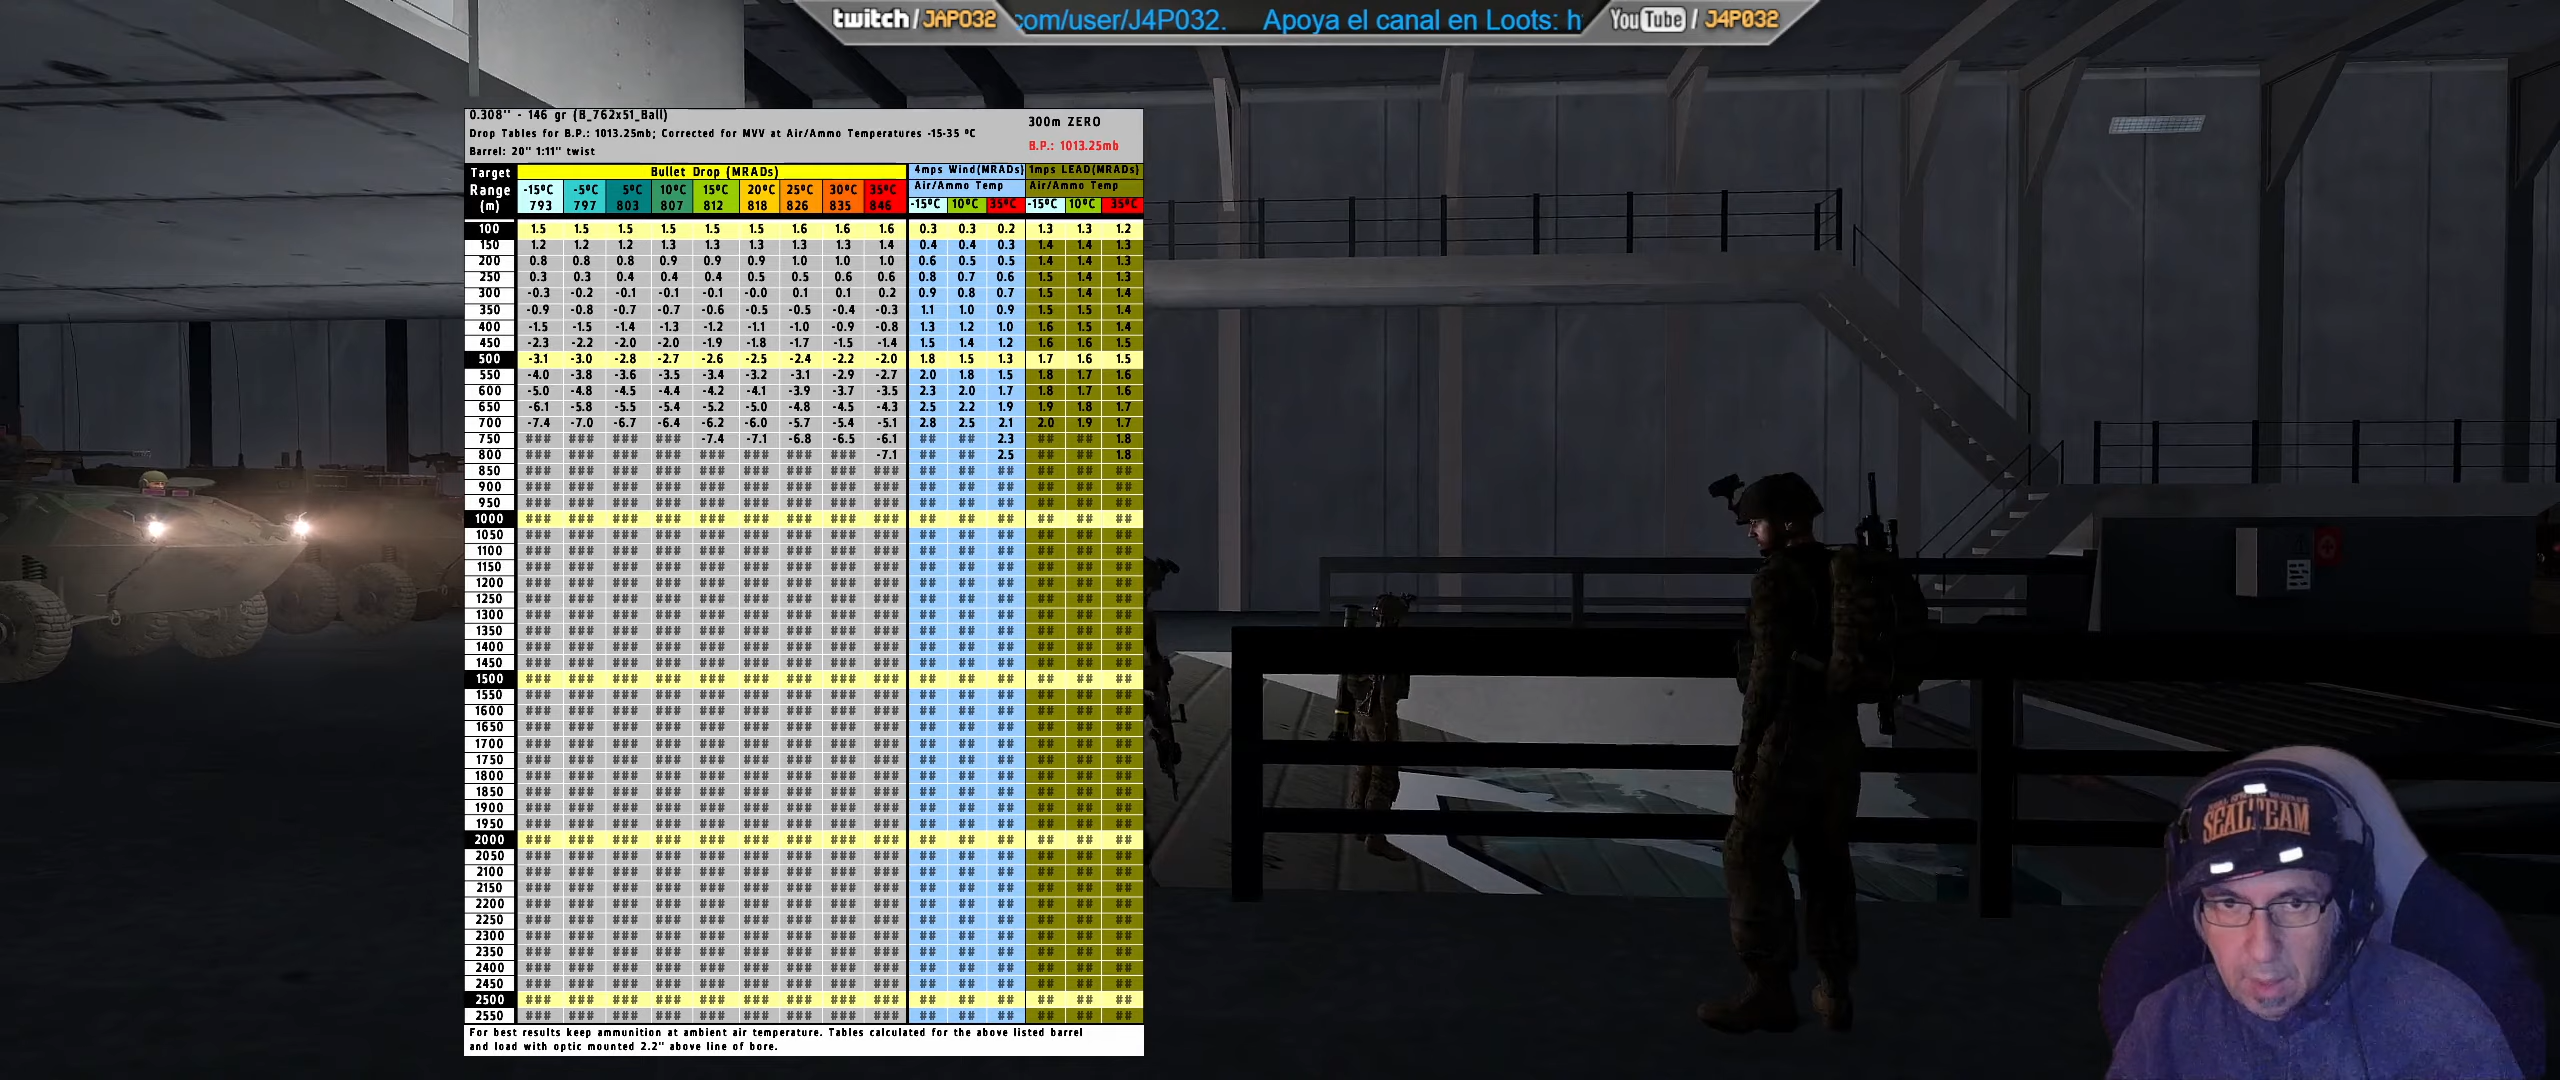 twitch / JAPO32 com/user/J4P032. Apoya el canal en Loots: h YouTube / J4P032
0.308" - 146 gr (B_762x51_Ball)
300m ZERO
Drop Tables for B.P.: 1013.25mb; Corrected for MVV at Air/Ammo Temperatures -15-35 ºC
B.P.: 1013.25mb
Barrel: 20" 1:11" twist
Target Range (m) Bullet Drop (MRADs) 4mps Wind(MRADs) 1mps LEAD(MRADs)
Air/Ammo Temp Air/Ammo Temp
-15ºC -5ºC 5ºC 10ºC 15ºC 20ºC 25ºC 30ºC 35ºC -15ºC 10ºC 35ºC -15ºC 10ºC 35ºC
793 797 803 807 812 818 826 835 846
100 1.5 1.5 1.5 1.5 1.5 1.5 1.6 1.6 1.6 0.3 0.3 0.2 1.3 1.3 1.2
150 1.2 1.2 1.2 1.3 1.3 1.3 1.3 1.3 1.4 0.4 0.4 0.3 1.4 1.4 1.3
200 0.8 0.8 0.8 0.9 0.9 0.9 1.0 1.0 1.0 0.6 0.5 0.5 1.4 1.4 1.3
250 0.3 0.3 0.4 0.4 0.4 0.5 0.5 0.6 0.6 0.8 0.7 0.6 1.5 1.4 1.3
300 -0.3 -0.2 -0.1 -0.1 -0.1 -0.0 0.1 0.1 0.2 0.9 0.8 0.7 1.5 1.4 1.4
350 -0.9 -0.8 -0.7 -0.7 -0.6 -0.5 -0.5 -0.4 -0.3 1.1 1.0 0.9 1.5 1.5 1.4
400 -1.5 -1.5 -1.4 -1.3 -1.2 -1.1 -1.0 -0.9 -0.8 1.3 1.2 1.0 1.6 1.5 1.4
450 -2.3 -2.2 -2.0 -2.0 -1.9 -1.8 -1.7 -1.5 -1.4 1.5 1.4 1.2 1.6 1.6 1.5
500 -3.1 -3.0 -2.8 -2.7 -2.6 -2.5 -2.4 -2.2 -2.0 1.8 1.5 1.3 1.7 1.6 1.5
550 -4.0 -3.8 -3.6 -3.5 -3.4 -3.2 -3.1 -2.9 -2.7 2.0 1.8 1.5 1.8 1.7 1.6
600 -5.0 -4.8 -4.5 -4.4 -4.2 -4.1 -3.9 -3.7 -3.5 2.3 2.0 1.7 1.8 1.7 1.6
650 -6.1 -5.8 -5.5 -5.4 -5.2 -5.0 -4.8 -4.5 -4.3 2.5 2.2 1.9 1.9 1.8 1.7
700 -7.4 -7.0 -6.7 -6.4 -6.2 -6.0 -5.7 -5.4 -5.1 2.8 2.5 2.1 2.0 1.9 1.7
750 ### ### ### ### -7.4 -7.1 -6.8 -6.5 -6.1 ## ## 2.3 ## ## 1.8
800 ### ### ### ### ### ### ### ### -7.1 ## ## 2.5 ## ## 1.8
850 ### ### ### ### ### ### ### ### ### ## ## ## ## ## ##
900 ### ### ### ### ### ### ### ### ### ## ## ## ## ## ##
950 ### ### ### ### ### ### ### ### ### ## ## ## ## ## ##
1000 ### ### ### ### ### ### ### ### ### ## ## ## ## ## ##
1050 ### ### ### ### ### ### ### ### ### ## ## ## ## ## ##
1100 ### ### ### ### ### ### ### ### ### ## ## ## ## ## ##
1150 ### ### ### ### ### ### ### ### ### ## ## ## ## ## ##
1200 ### ### ### ### ### ### ### ### ### ## ## ## ## ## ##
1250 ### ### ### ### ### ### ### ### ### ## ## ## ## ## ##
1300 ### ### ### ### ### ### ### ### ### ## ## ## ## ## ##
1350 ### ### ### ### ### ### ### ### ### ## ## ## ## ## ##
1400 ### ### ### ### ### ### ### ### ### ## ## ## ## ## ##
1450 ### ### ### ### ### ### ### ### ### ## ## ## ## ## ##
1500 ### ### ### ### ### ### ### ### ### ## ## ## ## ## ##
1550 ### ### ### ### ### ### ### ### ### ## ## ## ## ## ##
1600 ### ### ### ### ### ### ### ### ### ## ## ## ## ## ##
1650 ### ### ### ### ### ### ### ### ### ## ## ## ## ## ##
1700 ### ### ### ### ### ### ### ### ### ## ## ## ## ## ##
1750 ### ### ### ### ### ### ### ### ### ## ## ## ## ## ##
1800 ### ### ### ### ### ### ### ### ### ## ## ## ## ## ##
1850 ### ### ### ### ### ### ### ### ### ## ## ## ## ## ##
1900 ### ### ### ### ### ### ### ### ### ## ## ## ## ## ##
1950 ### ### ### ### ### ### ### ### ### ## ## ## ## ## ##
2000 ### ### ### ### ### ### ### ### ### ## ## ## ## ## ##
2050 ### ### ### ### ### ### ### ### ### ## ## ## ## ## ##
2100 ### ### ### ### ### ### ### ### ### ## ## ## ## ## ##
2150 ### ### ### ### ### ### ### ### ### ## ## ## ## ## ##
2200 ### ### ### ### ### ### ### ### ### ## ## ## ## ## ##
2250 ### ### ### ### ### ### ### ### ### ## ## ## ## ## ##
2300 ### ### ### ### ### ### ### ### ### ## ## ## ## ## ##
2350 ### ### ### ### ### ### ### ### ### ## ## ## ## ## ##
2400 ### ### ### ### ### ### ### ### ### ## ## ## ## ## ##
2450 ### ### ### ### ### ### ### ### ### ## ## ## ## ## ##
2500 ### ### ### ### ### ### ### ### ### ## ## ## ## ## ##
2550 ### ### ### ### ### ### ### ### ### ## ## ## ## ## ##
For best results keep ammunition at ambient air temperature. Tables calculated for the above listed barrel
and load with optic mounted 2.2" above line of bore.
SEAL TEAM